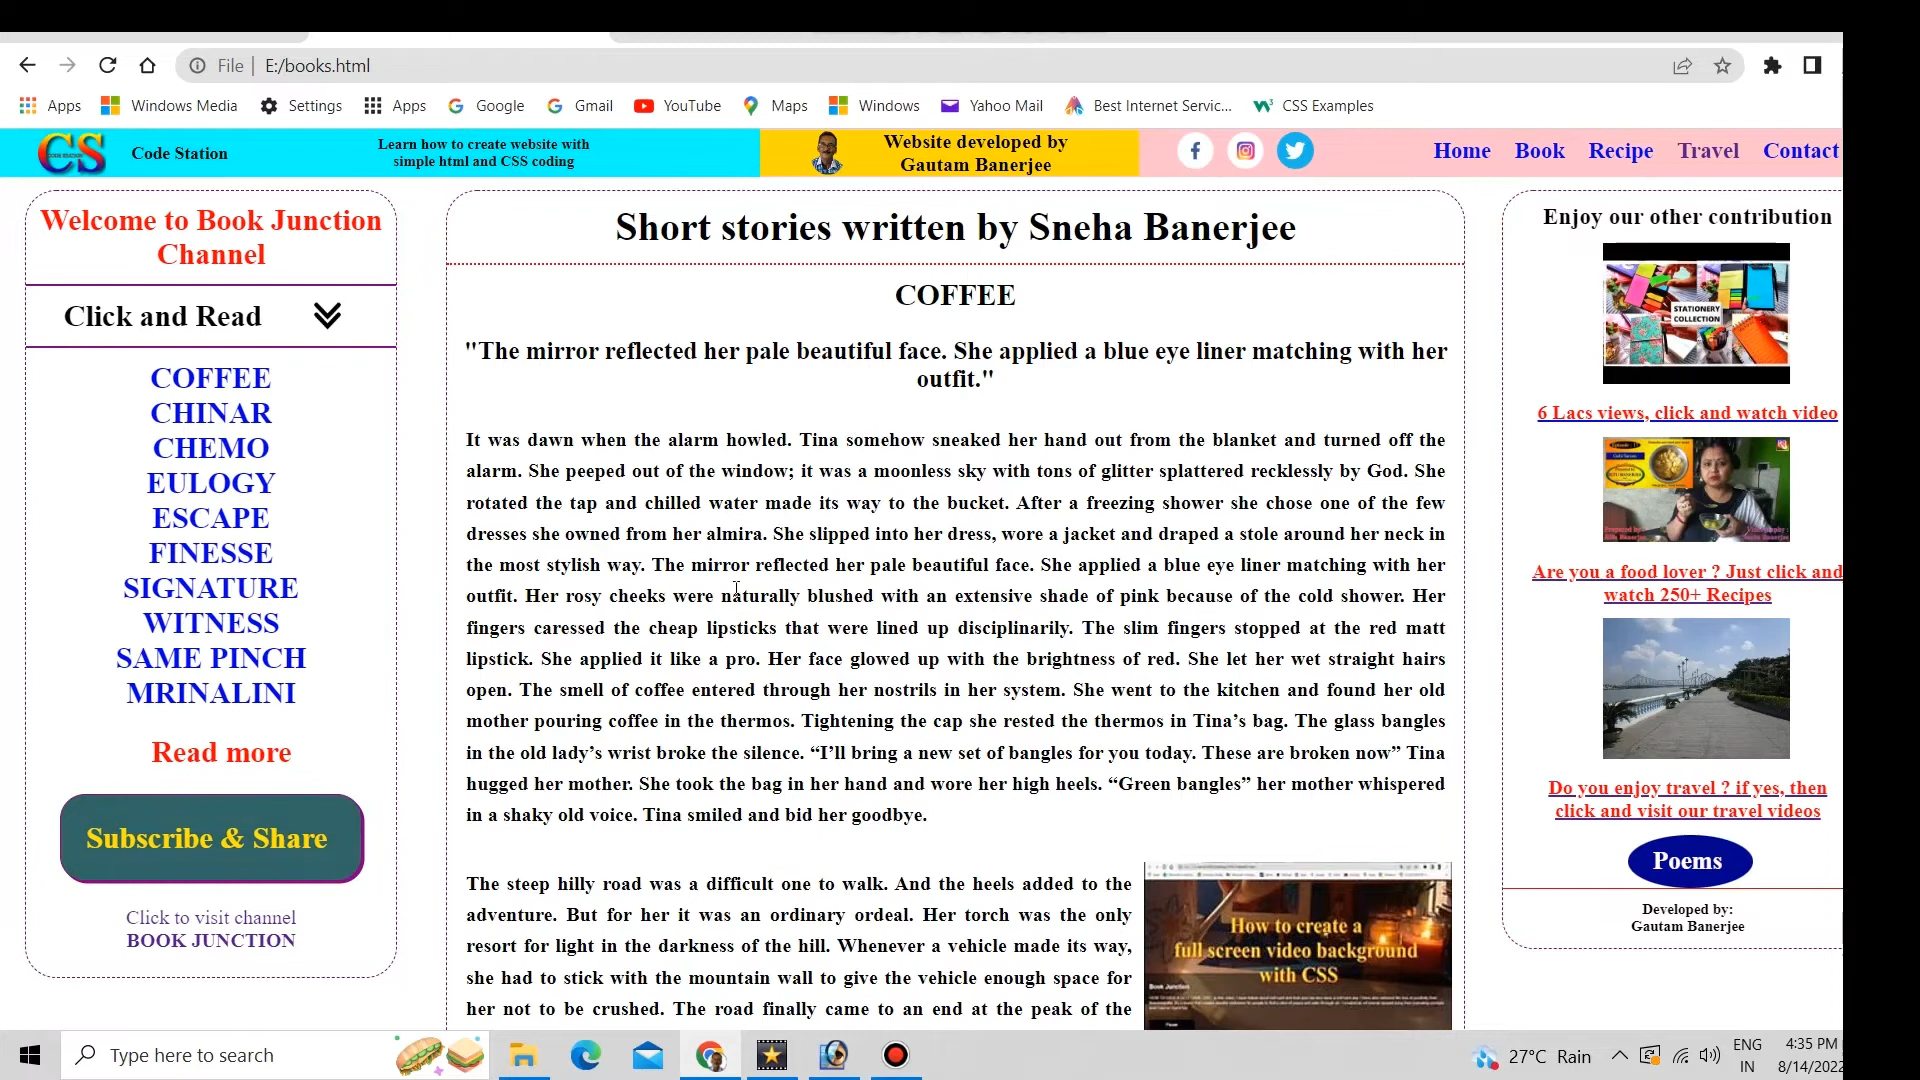 File | E:/books.html
Apps Windows Media Settings Apps Google Gmail YouTube Maps Windows Yahoo Mail Best Internet Servic... CSS Examples
CS
CODE STATION
Code Station
Learn how to create website with
simple html and CSS coding
Website developed by
Gautam Banerjee
Home Book Recipe Travel Contact
Welcome to Book Junction
Channel
Click and Read
COFFEE
CHINAR
CHEMO
EULOGY
ESCAPE
FINESSE
SIGNATURE
WITNESS
SAME PINCH
MRINALINI
Read more
Subscribe & Share
Click to visit channel
BOOK JUNCTION
Short stories written by Sneha Banerjee
COFFEE
"The mirror reflected her pale beautiful face. She applied a blue eye liner matching with her
outfit."
It was dawn when the alarm howled. Tina somehow sneaked her hand out from the blanket and turned off the
alarm. She peeped out of the window; it was a moonless sky with tons of glitter splattered recklessly by God. She
rotated the tap and chilled water made its way to the bucket. After a freezing shower she chose one of the few
dresses she owned from her almira. She slipped into her dress, wore a jacket and draped a stole around her neck in
the most stylish way. The mirror reflected her pale beautiful face. She applied a blue eye liner matching with her
outfit. Her rosy cheeks were naturally blushed with an extensive shade of pink because of the cold shower. Her
fingers caressed the cheap lipsticks that were lined up disciplinarily. The slim fingers stopped at the red matt
lipstick. She applied it like a pro. Her face glowed up with the brightness of red. She let her wet straight hairs
open. The smell of coffee entered through her nostrils in her system. She went to the kitchen and found her old
mother pouring coffee in the thermos. Tightening the cap she rested the thermos in Tina’s bag. The glass bangles
in the old lady’s wrist broke the silence. “I’ll bring a new set of bangles for you today. These are broken now” Tina
hugged her mother. She took the bag in her hand and wore her high heels. “Green bangles” her mother whispered
in a shaky old voice. Tina smiled and bid her goodbye.
The steep hilly road was a difficult one to walk. And the heels added to the
adventure. But for her it was an ordinary ordeal. Her torch was the only
resort for light in the darkness of the hill. Whenever a vehicle made its way,
she had to stick with the mountain wall to give the vehicle enough space for
her not to be crushed. The road finally came to an end at the peak of the
How to create a
full screen video background
with CSS
Book Junction
Enjoy our other contribution
STATIONERY
COLLECTION
6 Lacs views, click and watch video
Are you a food lover ? Just click and
watch 250+ Recipes
Do you enjoy travel ? if yes, then
click and visit our travel videos
Poems
Developed by:
Gautam Banerjee
Type here to search
27°C Rain
ENG
IN
4:35 PM
8/14/2022